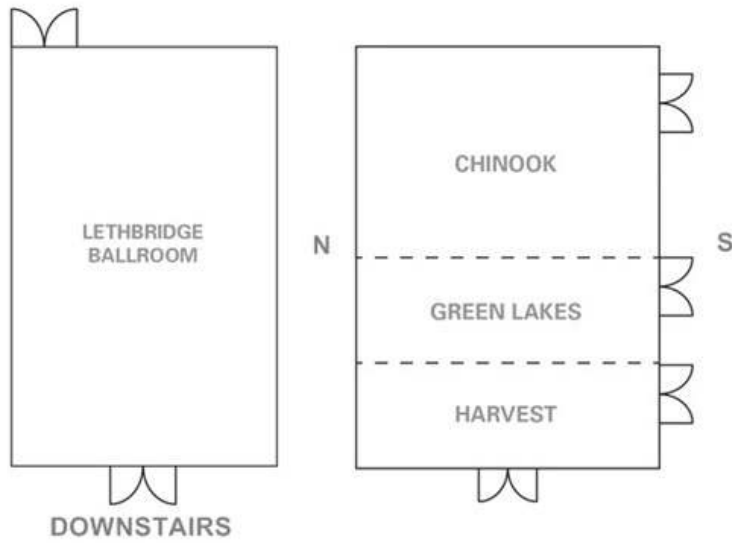 LETHBRIDGE
BALLROOM
DOWNSTAIRS
N
CHINOOK
GREEN LAKES
HARVEST
S